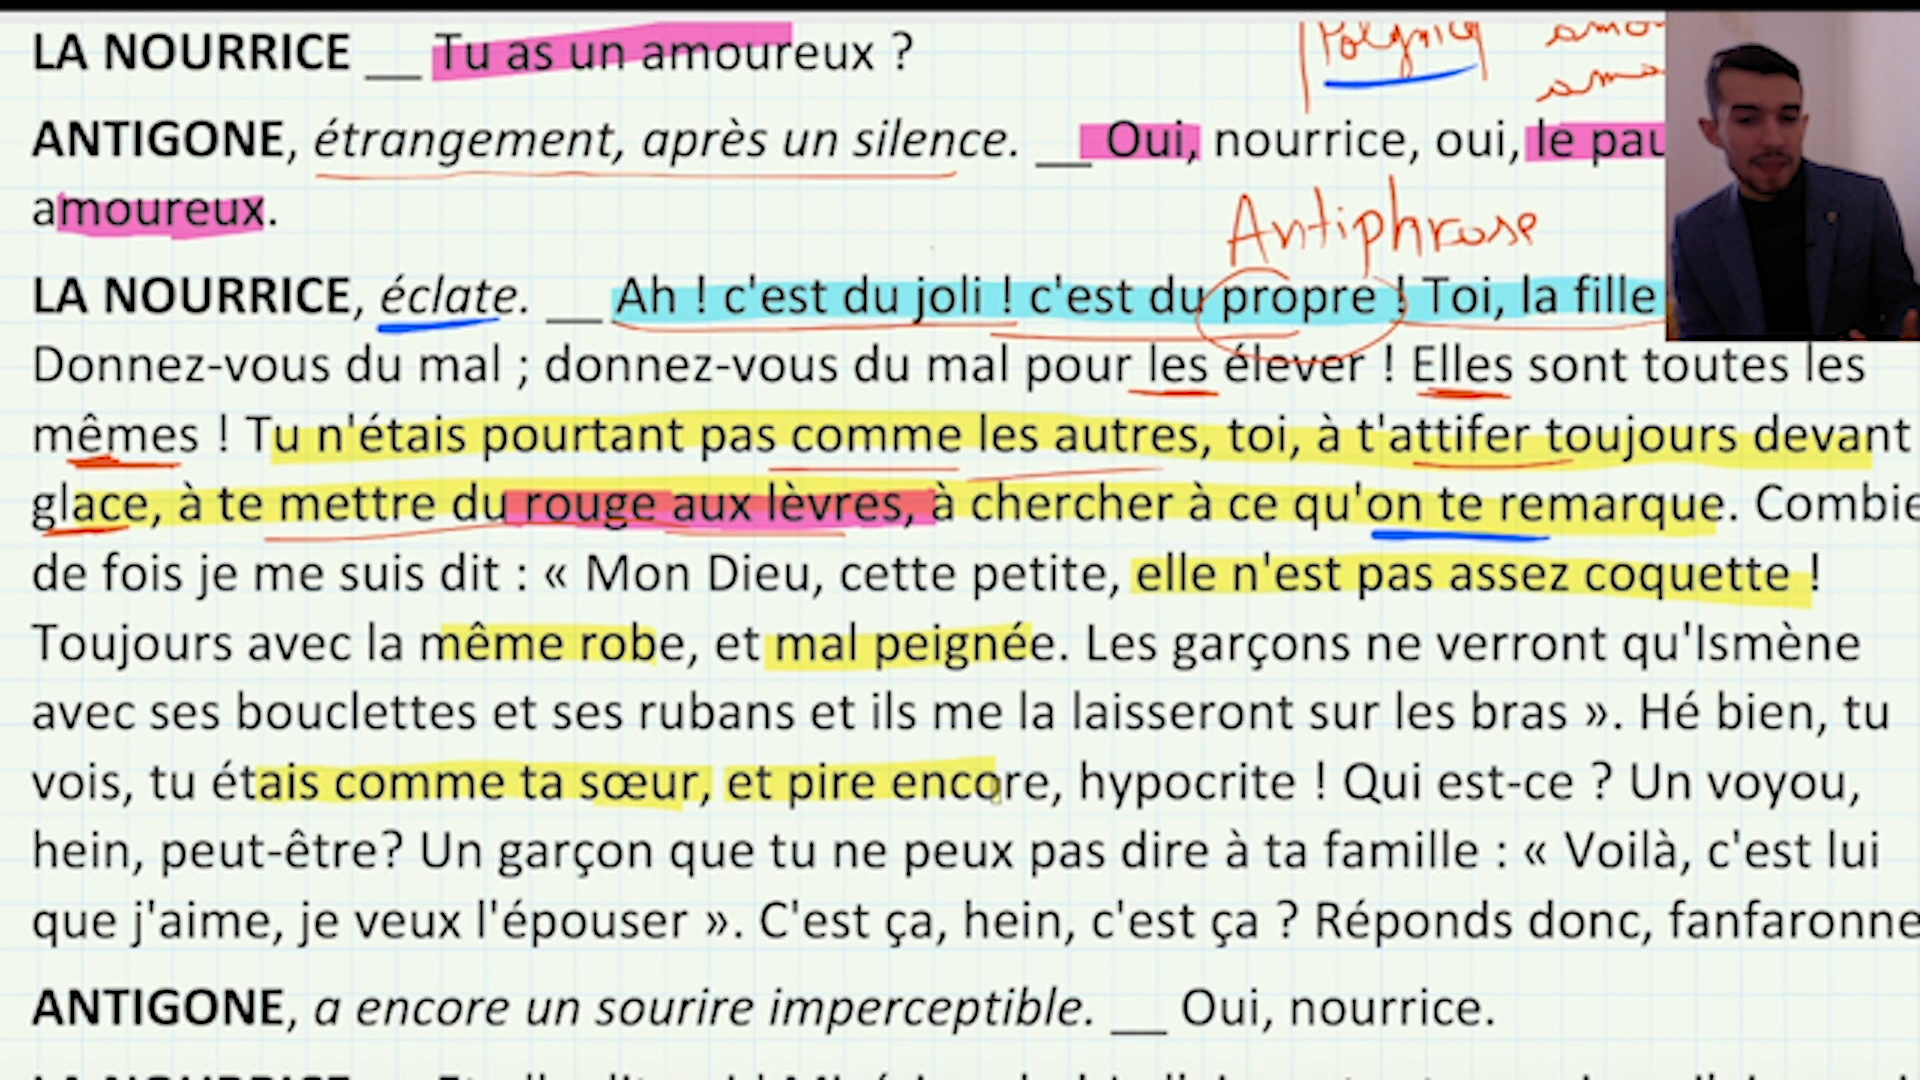 LA NOURRICE __ Tu as un amoureux ?
Polynice
ANTIGONE, étrangement, après un silence. __ Oui, nourrice, oui, le pau
amoureux.
Antiphrase
LA NOURRICE, éclate. __ Ah ! c'est du joli ! c'est du propre ! Toi, la fille
Donnez-vous du mal ; donnez-vous du mal pour les élever ! Elles sont toutes les
mêmes ! Tu n'étais pourtant pas comme les autres, toi, à t'attifer toujours devant
glace, à te mettre du rouge aux lèvres, à chercher à ce qu'on te remarque. Combie
de fois je me suis dit : « Mon Dieu, cette petite, elle n'est pas assez coquette !
Toujours avec la même robe, et mal peignée. Les garçons ne verront qu'Ismène
avec ses bouclettes et ses rubans et ils me la laisseront sur les bras ». Hé bien, tu
vois, tu étais comme ta sœur, et pire encore, hypocrite ! Qui est-ce ? Un voyou,
hein, peut-être? Un garçon que tu ne peux pas dire à ta famille : « Voilà, c'est lui
que j'aime, je veux l'épouser ». C'est ça, hein, c'est ça ? Réponds donc, fanfaronne
ANTIGONE, a encore un sourire imperceptible. __ Oui, nourrice.